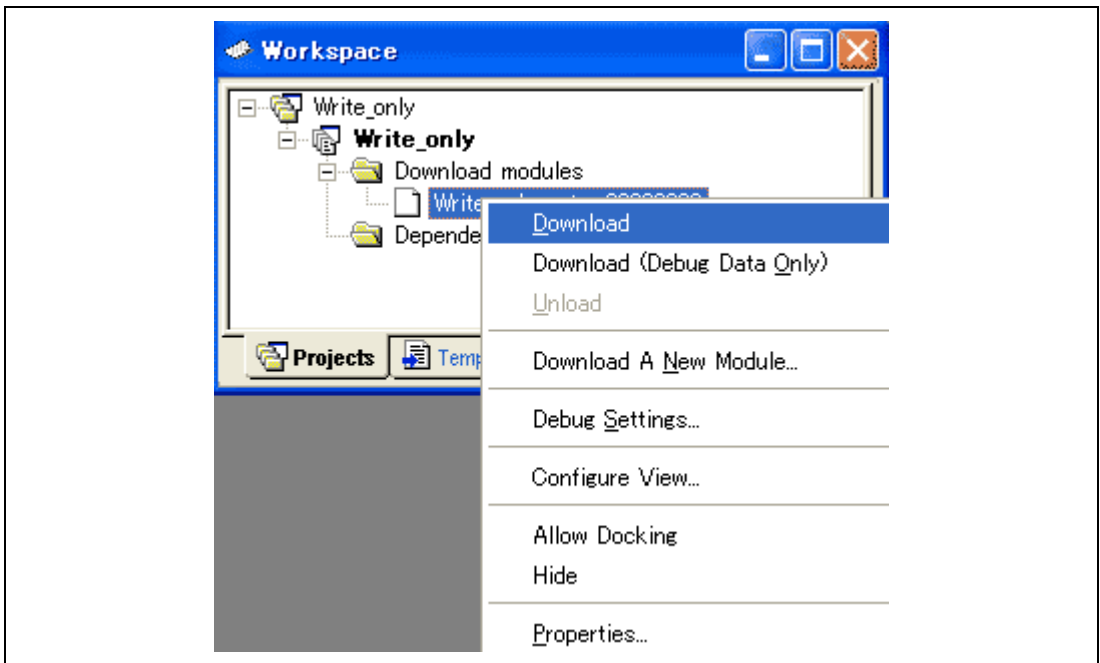 Workspace
Write_only
Write_only
Download modules
Download
Download (Debug Data Only)
Unload
Download A New Module...
Debug Settings...
Configure View...
Allow Docking
Hide
Properties...
Projects